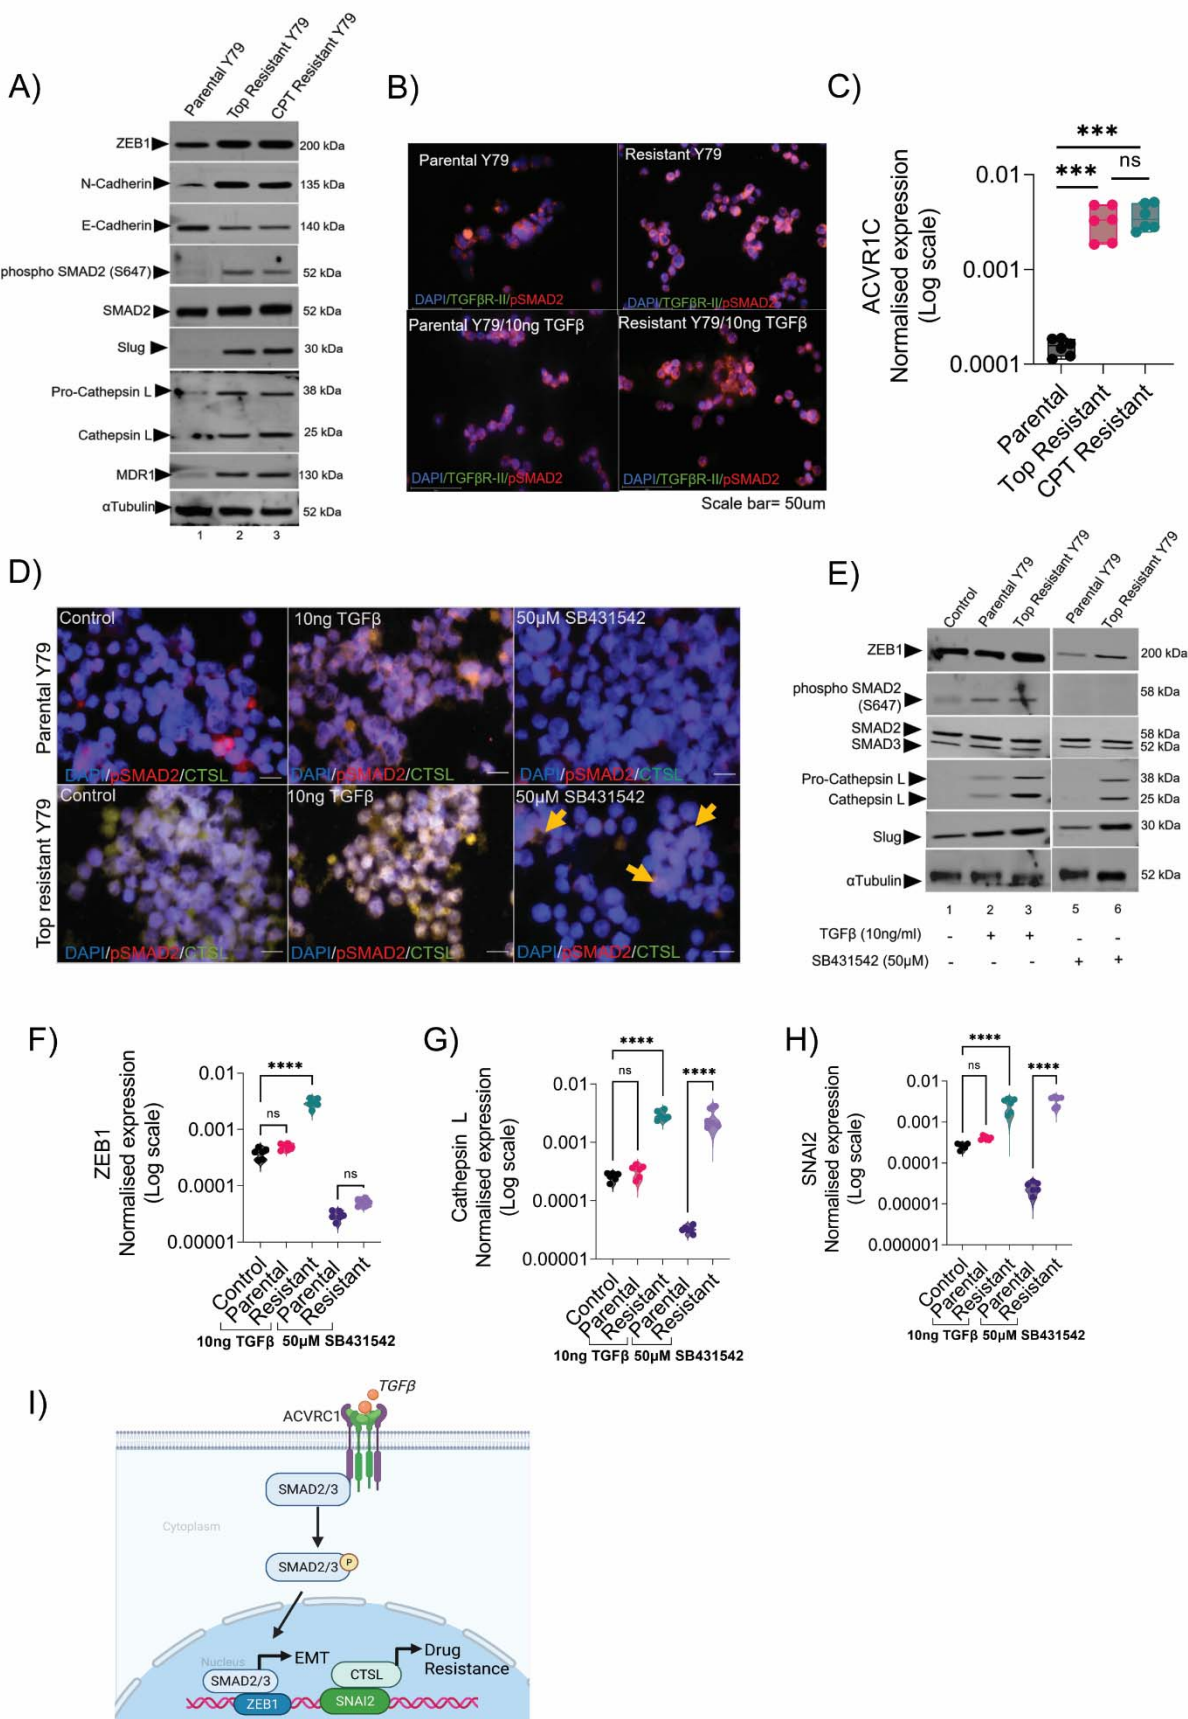 A)
Parental Y79
Top Resistant Y79
CPT Resistant Y79
ZEB1
200 kDa
N-Cadherin
135 kDa
E-Cadherin
140 kDa
phospho SMAD2 (S647)
52 kDa
SMAD2
52 kDa
Slug
30 kDa
Pro-Cathepsin L
38 kDa
Cathepsin L
25 kDa
MDR1
130 kDa
αTubulin
52 kDa
1 2 3
B)
Parental Y79
Resistant Y79
DAPI/TGFβR-II/pSMAD2
DAPI/TGFβR-II/pSMAD2
Parental Y79/10ng TGFβ
Resistant Y79/10ng TGFβ
DAPI/TGFβR-II/pSMAD2
DAPI/TGFβR-II/pSMAD2
Scale bar= 50um
C)
ACVR1C
Normalised expression
(Log scale)
***
*** ns
0.01
0.001
0.0001
Parental
Top Resistant
CPT Resistant
D)
Parental Y79
Control
10ng TGFβ
50µM SB431542
DAPI/pSMAD2/CTSL
DAPI/pSMAD2/CTSL
DAPI/pSMAD2/CTSL
Top resistant Y79
Control
10ng TGFβ
50µM SB431542
DAPI/pSMAD2/CTSL
DAPI/pSMAD2/CTSL
DAPI/pSMAD2/CTSL
E)
Control
Parental Y79
Top Resistant Y79
Parental Y79
Top Resistant Y79
ZEB1
200 kDa
phospho SMAD2
(S647)
58 kDa
SMAD2
58 kDa
SMAD3
52 kDa
Pro-Cathepsin L
38 kDa
Cathepsin L
25 kDa
Slug
30 kDa
αTubulin
52 kDa
1 2 3 5 6
TGFβ (10ng/ml) - + + - -
SB431542 (50µM) - - - + +
F)
ZEB1
Normalised expression
(Log scale)
****
ns
ns
0.01
0.001
0.0001
0.00001
Control
Parental
Resistant
Parental
Resistant
10ng TGFβ 50µM SB431542
G)
Cathepsin L
Normalised expression
(Log scale)
****
ns
****
0.01
0.001
0.0001
0.00001
Control
Parental
Resistant
Parental
Resistant
10ng TGFβ 50µM SB431542
H)
SNAI2
Normalised expression
(Log scale)
****
ns
****
0.01
0.001
0.0001
0.00001
0.000001
Control
Parental
Resistant
Parental
Resistant
10ng TGFβ 50µM SB431542
I)
TGFβ
ACVRC1
SMAD2/3
Cytoplasm
SMAD2/3 P
Nucleus
EMT
Drug
Resistance
SMAD2/3
CTSL
ZEB1
SNAI2